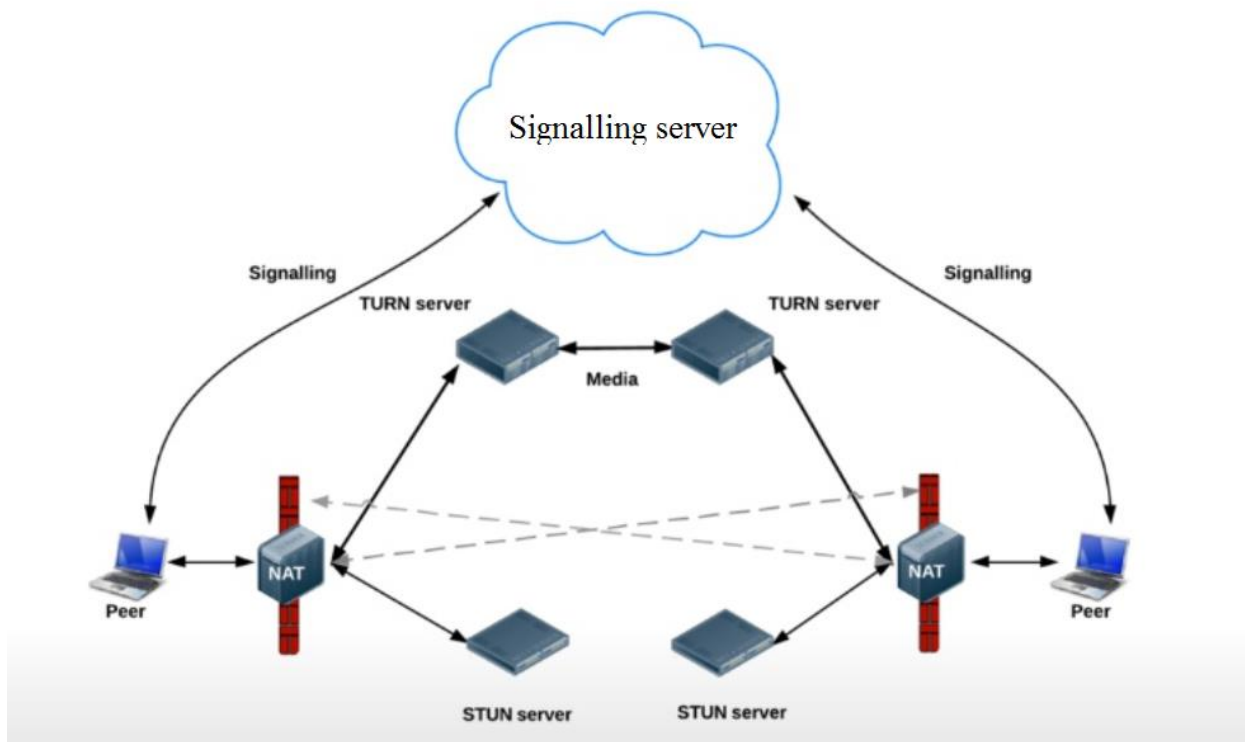 Signalling server
Signalling
Signalling
TURN server
TURN server
Media
NAT
NAT
Peer
Peer
STUN server
STUN server